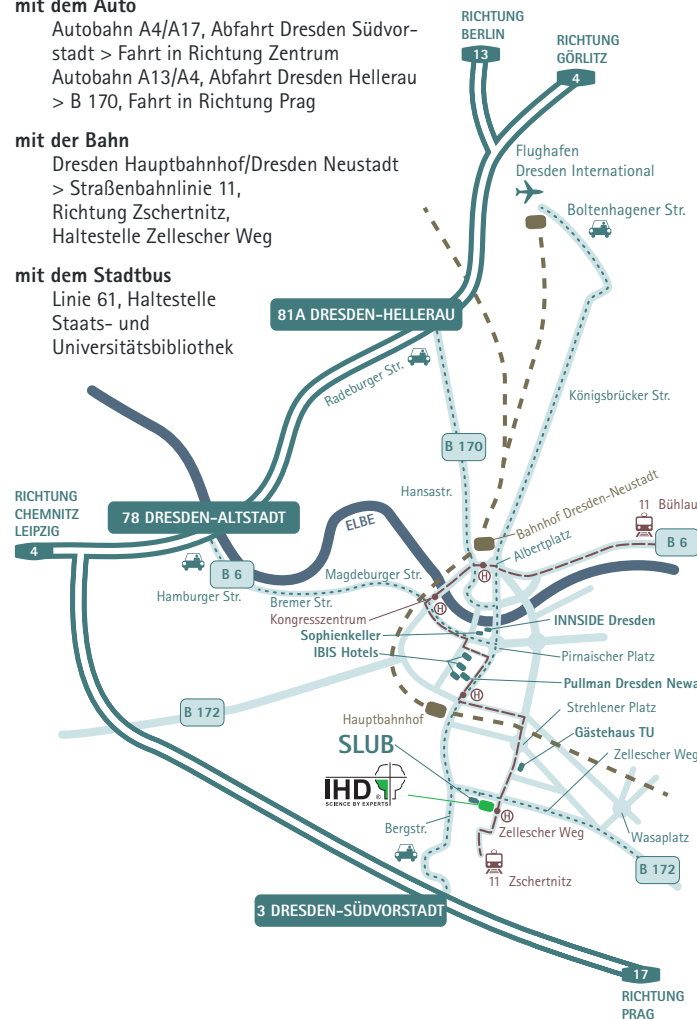 mit dem Auto
Autobahn A4/A17, Abfahrt Dresden Südvor-
stadt > Fahrt in Richtung Zentrum
Autobahn A13/A4, Abfahrt Dresden Hellerau
> B 170, Fahrt in Richtung Prag
mit der Bahn
Dresden Hauptbahnhof/Dresden Neustadt
> Straßenbahnlinie 11,
Richtung Zschertnitz,
Haltestelle Zellescher Weg
mit dem Stadtbus
Linie 61, Haltestelle
Staats- und
Universitätsbibliothek
RICHTUNG
BERLIN
13
RICHTUNG
GÖRLITZ
4
Flughafen
Dresden International
Boltenhagener Str.
81A DRESDEN-HELLERAU
Radeburger Str.
Königsbrücker Str.
B 170
Hansastr.
Bahnhof Dresden-Neustadt
11 Bühlau
RICHTUNG
CHEMNITZ
LEIPZIG
4
78 DRESDEN-ALTSTADT
ELBE
Albertplatz
B 6
H
B 6
Magdeburger Str.
Hamburger Str.
Bremer Str.
H
Kongresszentrum
INNSIDE Dresden
Sophienkeller
IBIS Hotels
Pirnaischer Platz
Pullman Dresden Newa
H
B 172
Strehlener Platz
Hauptbahnhof
Gästehaus TU
SLUB
Zellescher Weg
IHD
®
SCIENCE BY EXPERTS
H
Bergstr.
Zellescher Weg
Wasaplatz
B 172
11 Zschertnitz
3 DRESDEN-SÜDVORSTADT
17
RICHTUNG
PRAG